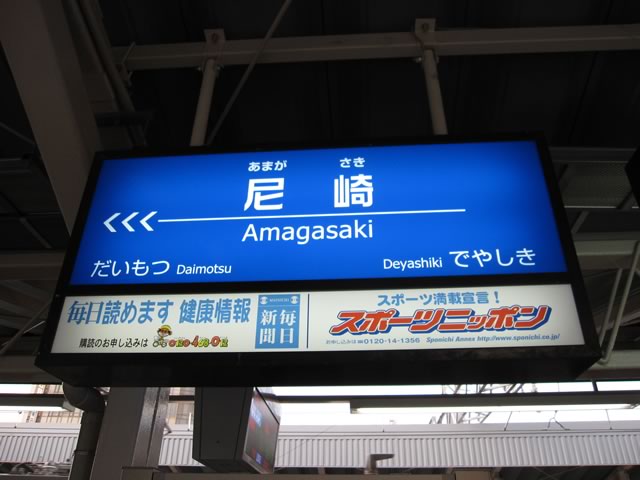 あまが さき
尼 崎
Amagasaki
だいもつ Daimotsu
Deyashiki でやしき
毎日読めます 健康情報
購読のお申し込みは
毎日
新聞
スポーツ満載宣言！
スポーツニッポン
お申し込みは 0120-14-1356 Sponichi Annex http://www.sponichi.co.jp/